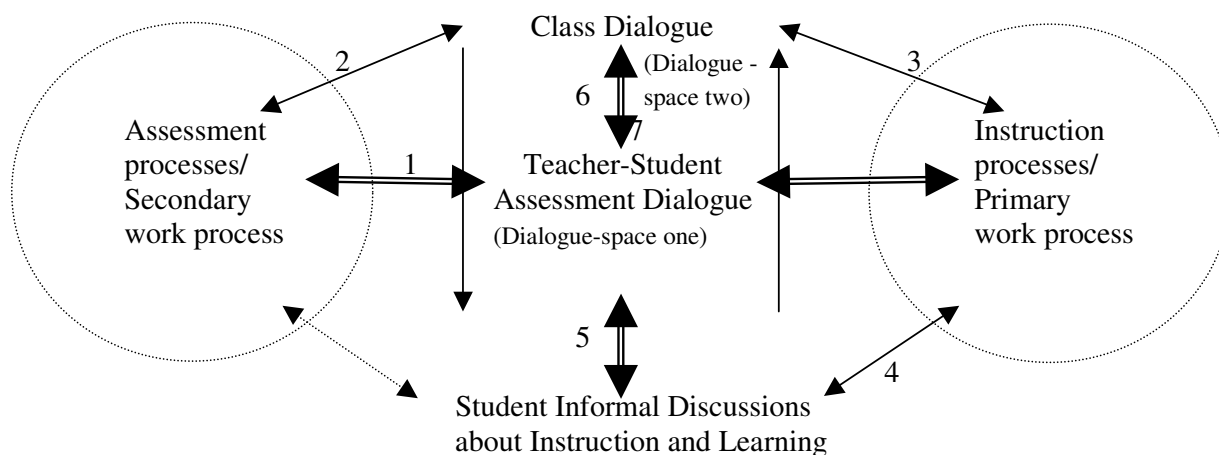 Class Dialogue
2
3
(Dialogue -
space two)
6
7
Assessment
processes/
Secondary
work process
1
Teacher-Student
Assessment Dialogue
(Dialogue-space one)
Instruction
processes/
Primary
work process
5
4
Student Informal Discussions
about Instruction and Learning